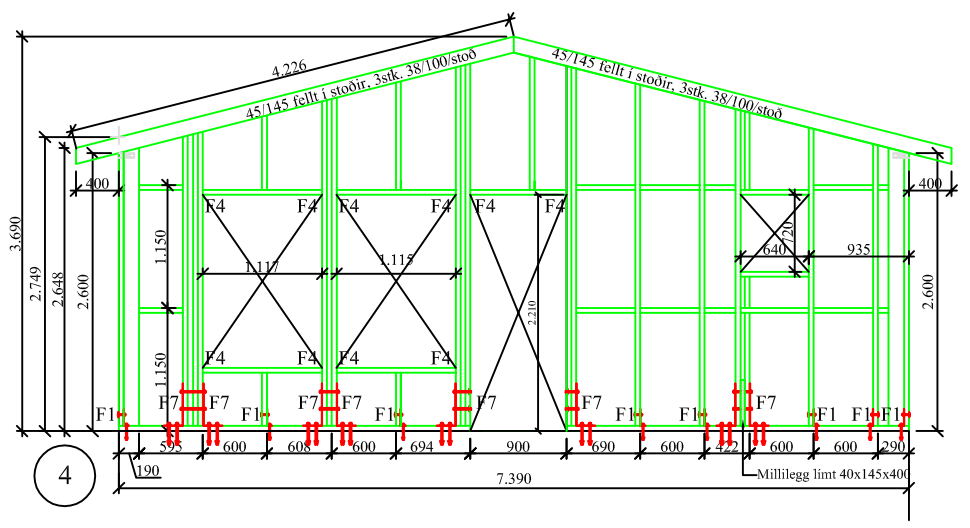 4.226
45/145 fellt í stoðir, 3stk. 38/100/stoð
45/145 fellt í stoðir, 3stk. 38/100/stoð
400
400
3.690
2.749
2.648
2.600
1.150
1.150
F4 F4 F4 F4 F4 F4
1.117
1.115
2.210
720
640
935
2.600
F4 F4 F4 F4
F1 F7 F7 F1 F7 F7 F1 F7 F7 F1 F1 F7 F7 F1 F1 F1
595 600 608 600 694 900 690 600 422 600 600 290
190
4
Millilegg límt 40x145x400
7.390